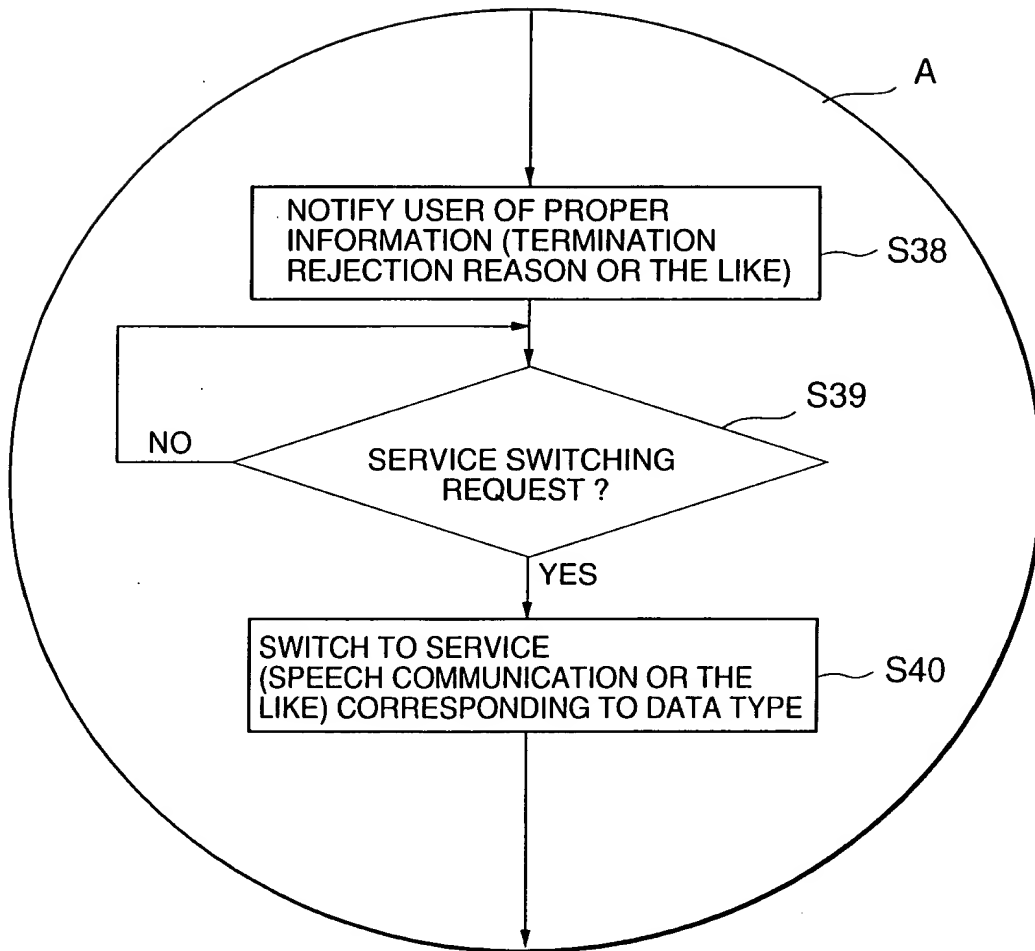 A
NOTIFY USER OF PROPER
INFORMATION (TERMINATION
REJECTION REASON OR THE LIKE)
S38
S39
NO
SERVICE SWITCHING
REQUEST ?
YES
SWITCH TO SERVICE
(SPEECH COMMUNICATION OR THE
LIKE) CORRESPONDING TO DATA TYPE
S40